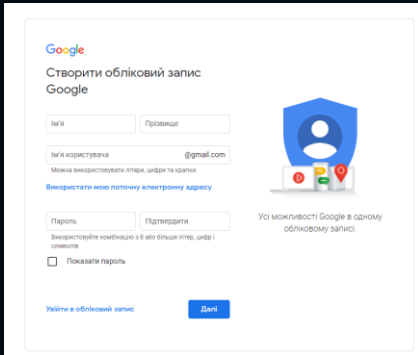 Google
Створити обліковий запис
Google
Ім'я
Прізвище
Ім'я користувача
@gmail.com
Можна використовувати літери, цифри та крапки
Використати мою поточну електронну адресу
Пароль
Підтвердити
Використовуйте комбінацію з 8 або більше літер, цифр і
символів
Показати пароль
Усі можливості Google в одному
обліковому записі.
Увійти в обліковий запис
Далі